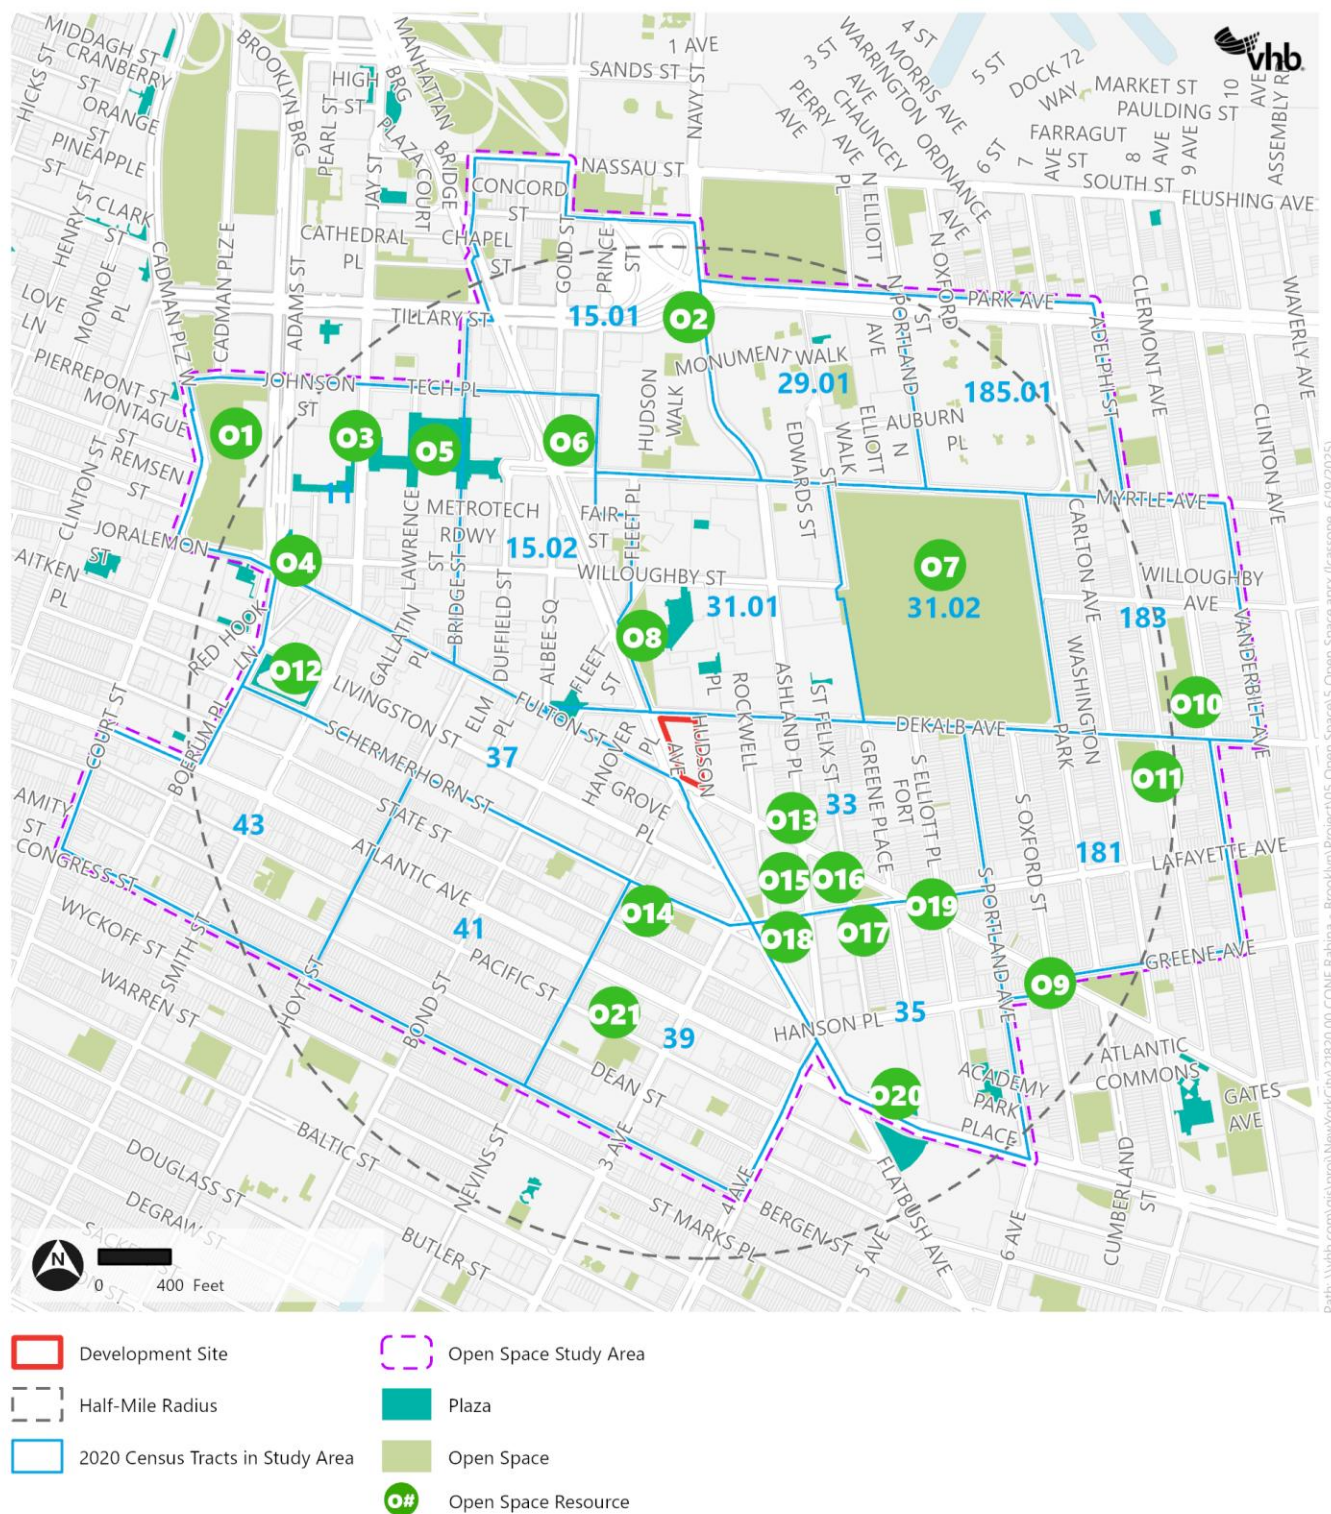 vhb
MIDDAGH ST
CRANBERRY ST
ORANGE ST
PINEAPPLE ST
HICKS ST
HENRY ST
CLARK ST
MONROE PL
LOVE LN
PIERREPONT ST
MONTAGUE ST
REMSEN ST
CLINTON ST
JORALEMON ST
AITKEN PL
BROOKLYN BRG
MANHATTAN BRG
HIGH ST
PEARL ST
JAY ST
PLAZA COURT
BRIDGE
CADMAN PLZ W
CADMAN PLZ E
ADAMS ST
CATHEDRAL PL
CONCORD ST
CHAPEL ST
GOLD ST
PRINCE ST
TILLARY ST
JOHNSON ST
TECH PL
SANDS ST
NASSAU ST
1 AVE
NAVY ST
3 ST
WARRINGTON AVE
4 ST
MORRIS AVE
CHAUNCEY AVE
PERRY AVE
PL
5 ST
ORDNANCE AVE
6 ST
DOCK 72 WAY
MARKET ST
PAULDING ST
FARRAGUT ST
7 AVE
8 AVE
9 AVE
10 AVE
ASSEMBLY RD
SOUTH ST
FLUSHING AVE
N ELLIOTT
N PORTLAND AVE
N OXFORD ST
PARK AVE
ADELPHI ST
CLERMONT AVE
WAVERLY AVE
CLINTON AVE
MONUMENT WALK
HUDSON WALK
EDWARDS ST
WALK
ELLIOTT
N
AUBURN PL
MYRTLE AVE
CARLTON AVE
WILLOUGHBY AVE
VANDERBILT AVE
WASHINGTON PARK
METROTECH RDWY
FAIR ST
FLEET PL
WILLOUGHBY ST
LAWRENCE ST
BRIDGE ST
DUFFIELD ST
ALBEE SQ
FLEET ST
GALLATIN PL
ELM PL
RED HOOK LN
BOERUM PL
COURT ST
LIVINGSTON ST
SCHERMERHORN ST
FULTON ST
HANOVER PL
GROVE PL
HUDSON AVE
ROCKWELL PL
ASHLAND PL
ST FELIX ST
GREENE PLACE
FORT
S ELLIOTT PL
DEKALB AVE
S OXFORD ST
S PORTLAND AVE
LAFAYETTE AVE
GREENE AVE
AMITY ST
CONGRESS ST
WYCKOFF ST
WARREN ST
SMITH ST
HOYT ST
BOND ST
STATE ST
ATLANTIC AVE
PACIFIC ST
DEAN ST
BALTIC ST
DOUGLASS ST
DEGRAW ST
BUTLER ST
NEVINS ST
3 AVE
4 AVE
ST MARKS PL
BERGEN ST
5 AVE
FLATBUSH AVE
6 AVE
HANSON PL
ACADEMY PARK PLACE
ATLANTIC COMMONS
CUMBERLAND ST
GATES AVE
15.01
29.01
185.01
11
15.02
31.01
31.02
183
37
33
43
41
39
35
181
O1
O2
O3
O4
O5
O6
O7
O8
O9
O10
O11
O12
O13
O14
O15
O16
O17
O18
O19
O20
O21
N
0 400 Feet
Development Site
Half-Mile Radius
2020 Census Tracts in Study Area
Open Space Study Area
Plaza
Open Space
O# Open Space Resource